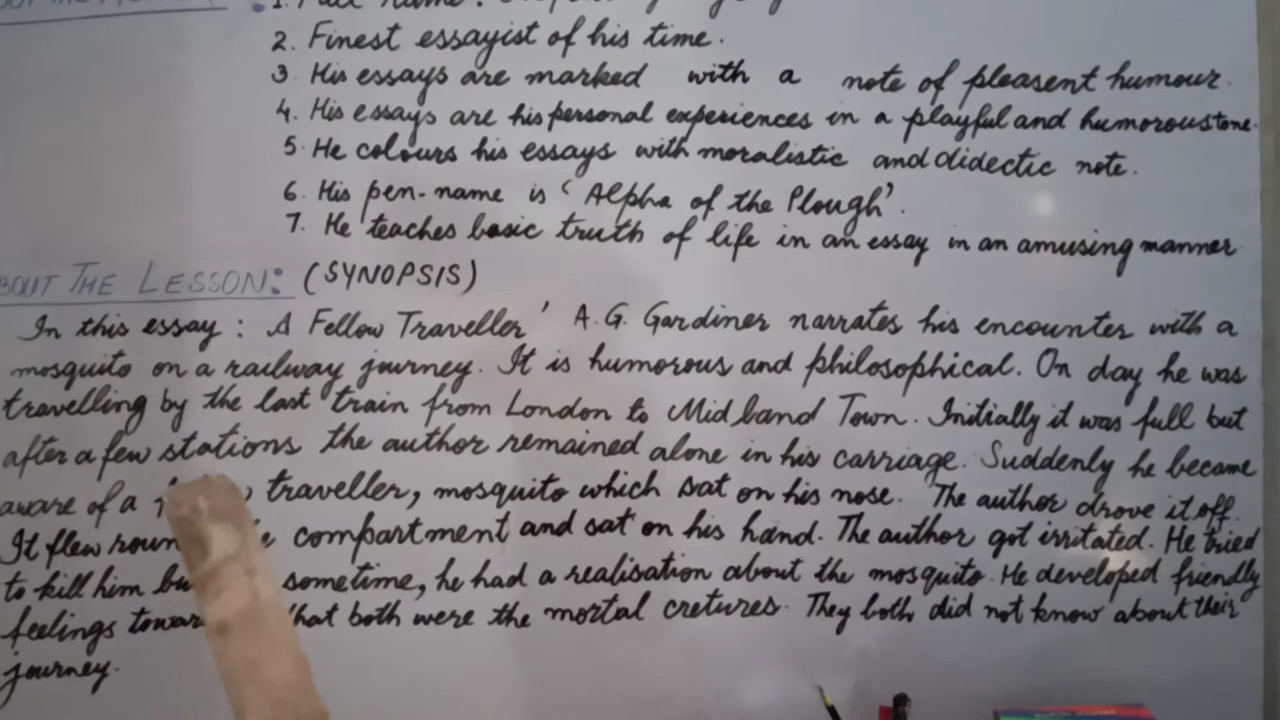 2. Finest essayist of his time.
3. His essays are marked with a note of pleasent humour.
4. His essays are his personal experiences in a playful and humorous tone.
5. He colours his essays with moralistic and didectic note.
6. His pen-name is 'Alpha of the Plough'.
7. He teaches basic truth of life in an essay in an amusing manner
BOUT THE LESSON: (SYNOPSIS)
In this essay : A Fellow Traveller' A.G. Gardiner narrates his encounter with a
mosquito on a railway journey. It is humorous and philosophical. On day he was
travelling by the last train from London to Midband Town. Initially it was full but
after a few stations the author remained alone in his carriage. Suddenly he became
aware of a traveller, mosquito which sat on his nose. The author drove it off.
It flew compartment and sat on his hand. The author got irritated. He tried
to kill him sometime, he had a realisation about the mosquito. He developed friendly
feelings that both were the mortal cretures. They both did not know about their
journey.